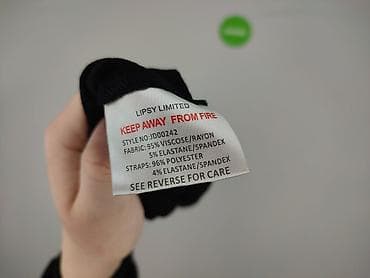 LIPSY LIMITED
KEEP AWAY FROM FIRE
STYLE NO:JD00242
FABRIC: 95% VISCOSE/RAYON
5% ELASTANE/SPANDEX
STRAPS: 96% POLYESTER
4% ELASTANE/SPANDEX
SEE REVERSE FOR CARE